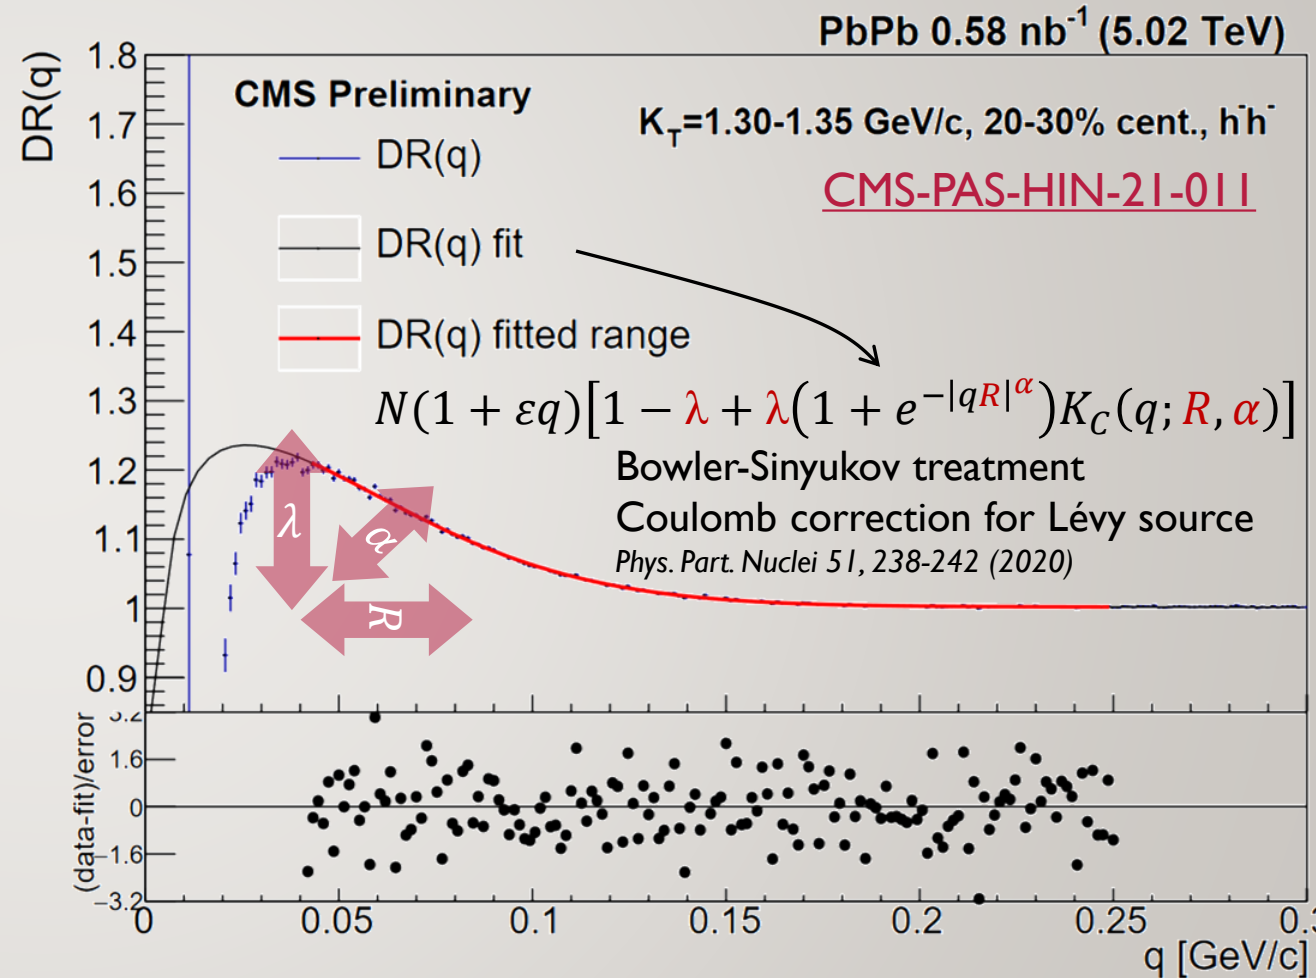 PbPb 0.58 nb⁻¹ (5.02 TeV)
DR(q)
1.8
1.7
1.6
1.5
1.4
1.3
1.2
1.1
1
0.9
CMS Preliminary
K_T=1.30-1.35 GeV/c, 20-30% cent., h⁻h⁻
DR(q)
CMS-PAS-HIN-21-011
DR(q) fit
DR(q) fitted range
N(1 + εq)[1 − λ + λ(1 + e^{−|qR|^α})K_C(q; R, α)]
Bowler-Sinyukov treatment
Coulomb correction for Lévy source
Phys. Part. Nuclei 51, 238-242 (2020)
λ
α
R
(data-fit)/error
3.2
1.6
0
−1.6
−3.2
0 0.05 0.1 0.15 0.2 0.25
q [GeV/c]